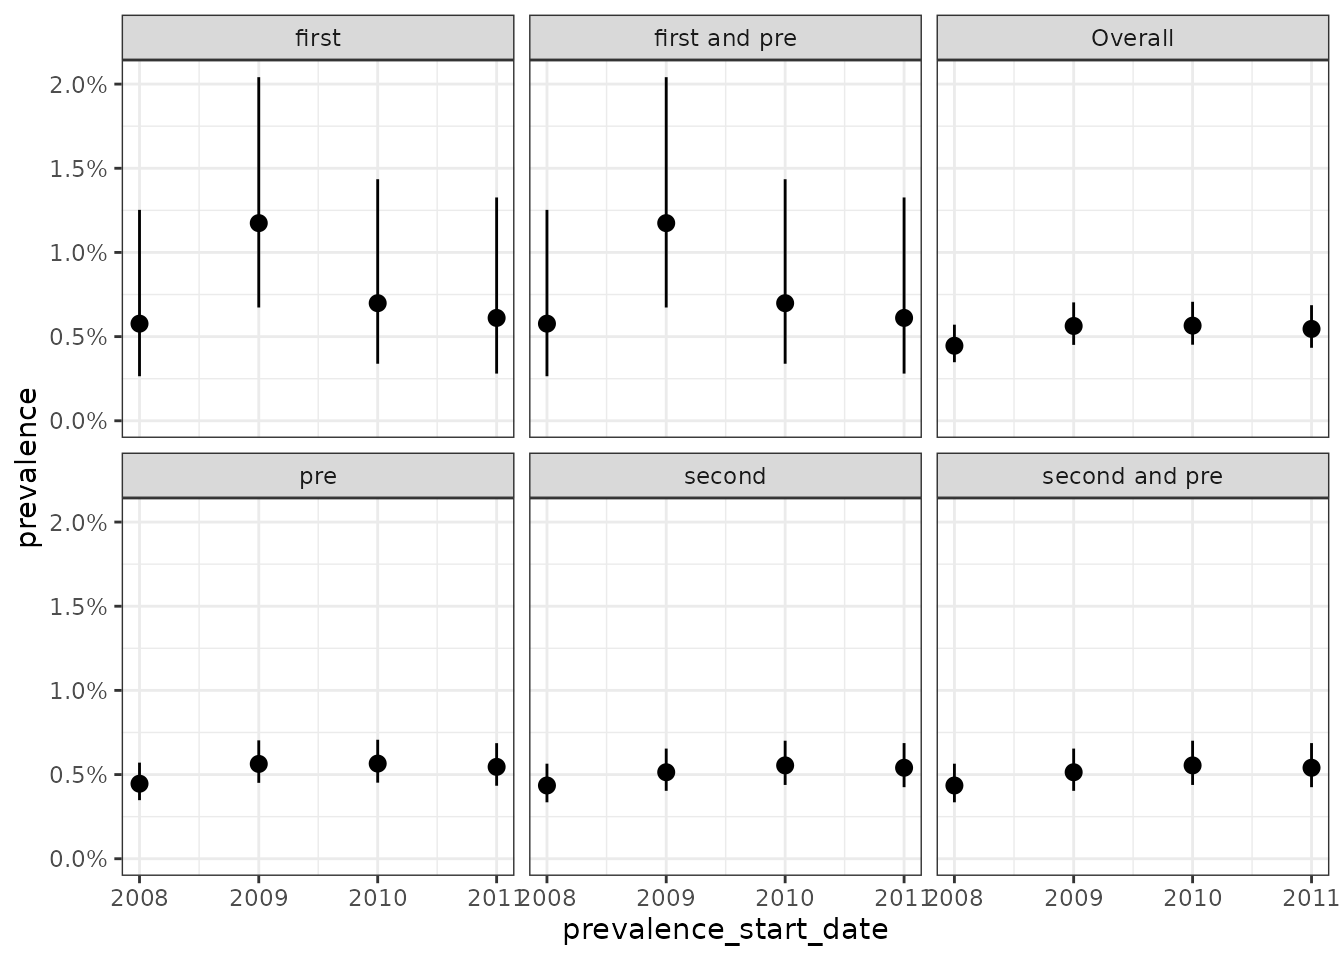 first
first and pre
Overall
2.0%
1.5%
1.0%
0.5%
0.0%
prevalence
pre
second
second and pre
2.0%
1.5%
1.0%
0.5%
0.0%
2008 2009 2010 2011 2008 2009 2010 2011 2008 2009 2010 2011
prevalence_start_date